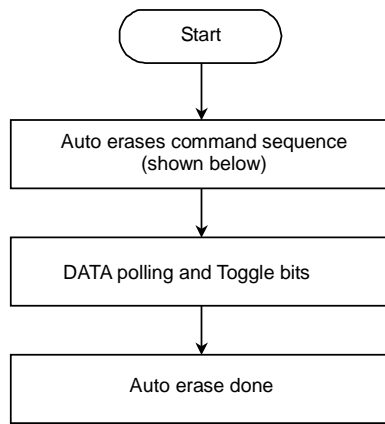 Start
Auto erases command sequence
(shown below)
DATA polling and Toggle bits
Auto erase done